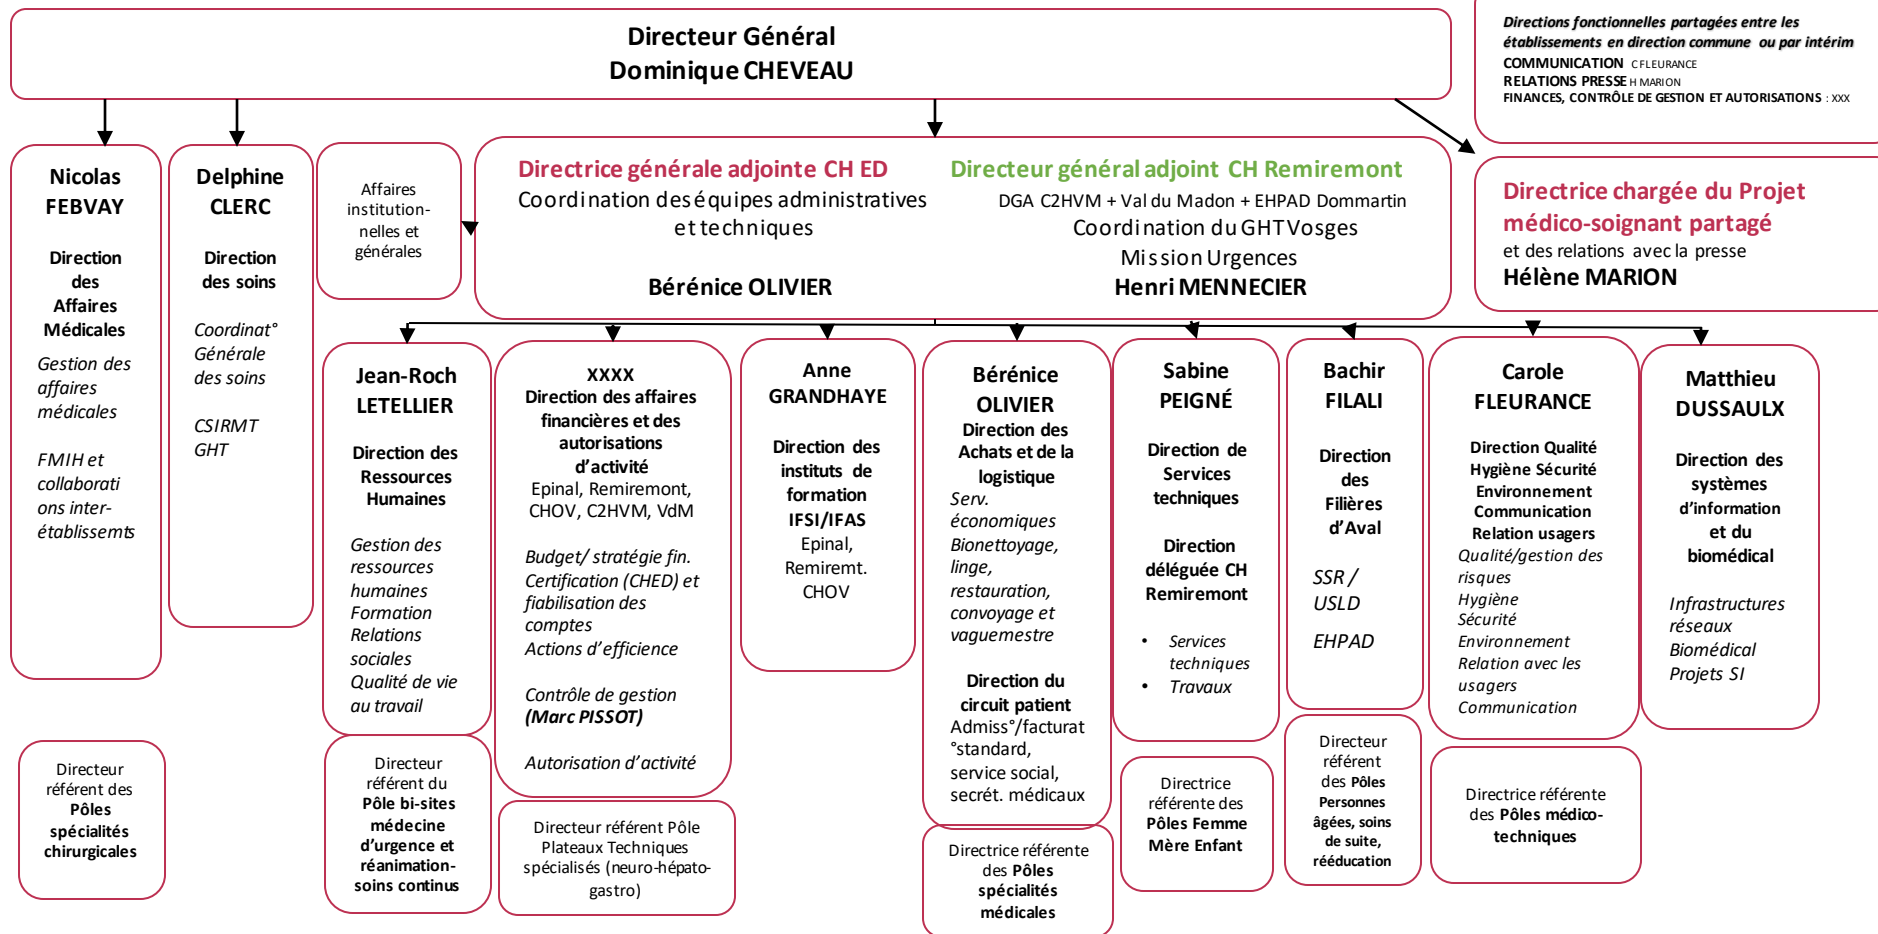 Directeur Général
Dominique CHEVEAU
Directions fonctionnelles partagées entre les
établissements en direction commune ou par intérim
COMMUNICATION C FLEURANCE
RELATIONS PRESSE H MARION
FINANCES, CONTRÔLE DE GESTION ET AUTORISATIONS : XXX
Nicolas
FEBVAY
Direction
des
Affaires
Médicales
Gestion des
affaires
médicales
FMIH et
collaborati
ons inter-
établissemts
Delphine
CLERC
Direction
des soins
Coordinat°
Générale
des soins
CSIRMT
GHT
Affaires
institution-
nelles et
générales
Directrice générale adjointe CH ED
Coordination des équipes administratives
et techniques
Bérénice OLIVIER
Directeur général adjoint CH Remiremont
DGA C2HVM + Val du Madon + EHPAD Dommartin
Coordination du GHT Vosges
Mission Urgences
Henri MENNECIER
Directrice chargée du Projet
médico-soignant partagé
et des relations avec la presse
Hélène MARION
Jean-Roch
LETELLIER
Direction des
Ressources
Humaines
Gestion des
ressources
humaines
Formation
Relations
sociales
Qualité de vie
au travail
XXXX
Direction des affaires
financières et des
autorisations
d'activité
Epinal, Remiremont,
CHOV, C2HVM, VdM
Budget/ stratégie fin.
Certification (CHED) et
fiabilisation des
comptes
Actions d'efficience
Contrôle de gestion
(Marc PISSOT)
Autorisation d'activité
Anne
GRANDHAYE
Direction des
instituts de
formation
IFSI/IFAS
Epinal,
Remiremt.
CHOV
Bérénice
OLIVIER
Direction des
Achats et de la
logistique
Serv.
économiques
Bionettoyage,
linge,
restauration,
convoyage et
vaguemestre
Direction du
circuit patient
Admiss°/facturat
°standard,
service social,
secrét. médicaux
Sabine
PEIGNÉ
Direction de
Services
techniques
Direction
déléguée CH
Remiremont
• Services
techniques
• Travaux
Bachir
FILALI
Direction
des
Filières
d'Aval
SSR /
USLD
EHPAD
Carole
FLEURANCE
Direction Qualité
Hygiène Sécurité
Environnement
Communication
Relation usagers
Qualité/gestion des
risques
Hygiène
Sécurité
Environnement
Relation avec les
usagers
Communication
Matthieu
DUSSAULX
Direction des
systèmes
d'information
et du
biomédical
Infrastructures
réseaux
Biomédical
Projets SI
Directeur
référent des
Pôles
spécialités
chirurgicales
Directeur
référent du
Pôle bi-sites
médecine
d'urgence et
réanimation-
soins continus
Directeur référent Pôle
Plateaux Techniques
spécialisés (neuro-hépato-
gastro)
Directrice référente
des Pôles
spécialités
médicales
Directrice
référente des
Pôles Femme
Mère Enfant
Directeur
référent
des Pôles
Personnes
âgées, soins
de suite,
rééducation
Directrice référente
des Pôles médico-
techniques